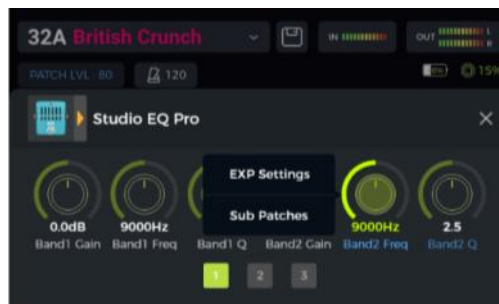 32A British Crunch
IN
OUT
L
R
PATCH LVL: 80
120
15%
Studio EQ Pro
EXP Settings
Sub Patches
0.0dB
9000Hz
9000Hz
2.5
Band1 Gain
Band1 Freq
Band1 Q
Band2 Gain
Band2 Freq
Band2 Q
1
2
3